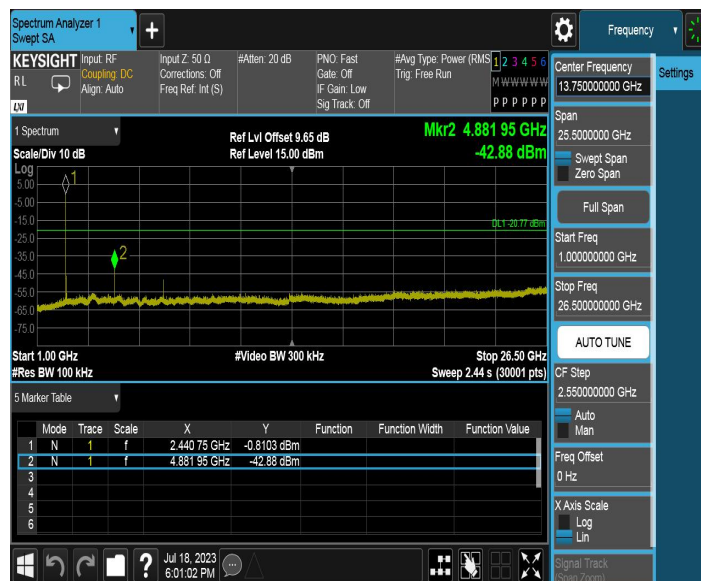 Spectrum Analyzer 1
Swept SA
Frequency
KEYSIGHT
RL
LXI
Input: RF
Coupling: DC
Align: Auto
Input Z: 50 Ω
Corrections: Off
Freq Ref: Int (S)
#Atten: 20 dB
PNO: Fast
Gate: Off
IF Gain: Low
Sig Track: Off
#Avg Type: Power (RMS
Trig: Free Run
1 2 3 4 5 6
M W W W W W
P P P P P P
1 Spectrum
Scale/Div 10 dB
Ref Lvl Offset 9.65 dB
Ref Level 15.00 dBm
Mkr2 4.881 95 GHz
-42.88 dBm
Log
5.00
-5.00
-15.0
-25.0
-35.0
-45.0
-55.0
-65.0
-75.0
1
2
DL1 -20.77 dBm
Start 1.00 GHz
#Video BW 300 kHz
Stop 26.50 GHz
#Res BW 100 kHz
Sweep 2.44 s (30001 pts)
5 Marker Table
Mode Trace Scale X Y Function Function Width Function Value
1 N 1 f 2.440 75 GHz -0.8103 dBm
2 N 1 f 4.881 95 GHz -42.88 dBm
3
4
5
6
?
Jul 18, 2023
6:01:02 PM
Center Frequency
13.750000000 GHz
Settings
Span
25.5000000 GHz
Swept Span
Zero Span
Full Span
Start Freq
1.000000000 GHz
Stop Freq
26.500000000 GHz
AUTO TUNE
CF Step
2.550000000 GHz
Auto
Man
Freq Offset
0 Hz
X Axis Scale
Log
Lin
Signal Track
(Span Zoom)